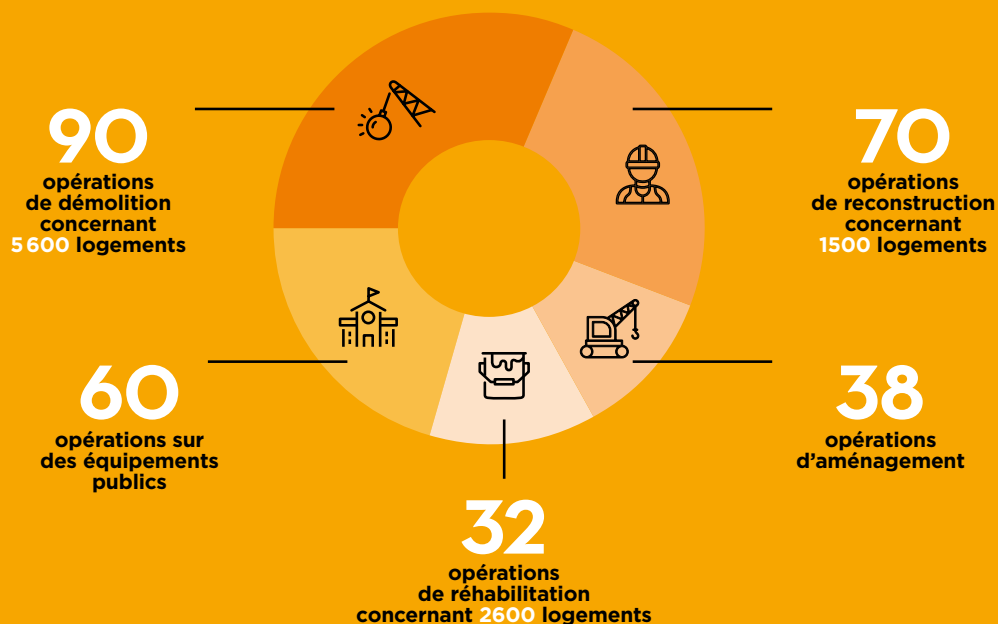 90
opérations
de démolition
concernant
5 600 logements
70
opérations
de reconstruction
concernant
1500 logements
60
opérations sur
des équipements
publics
38
opérations
d’aménagement
32
opérations
de réhabilitation
concernant 2600 logements